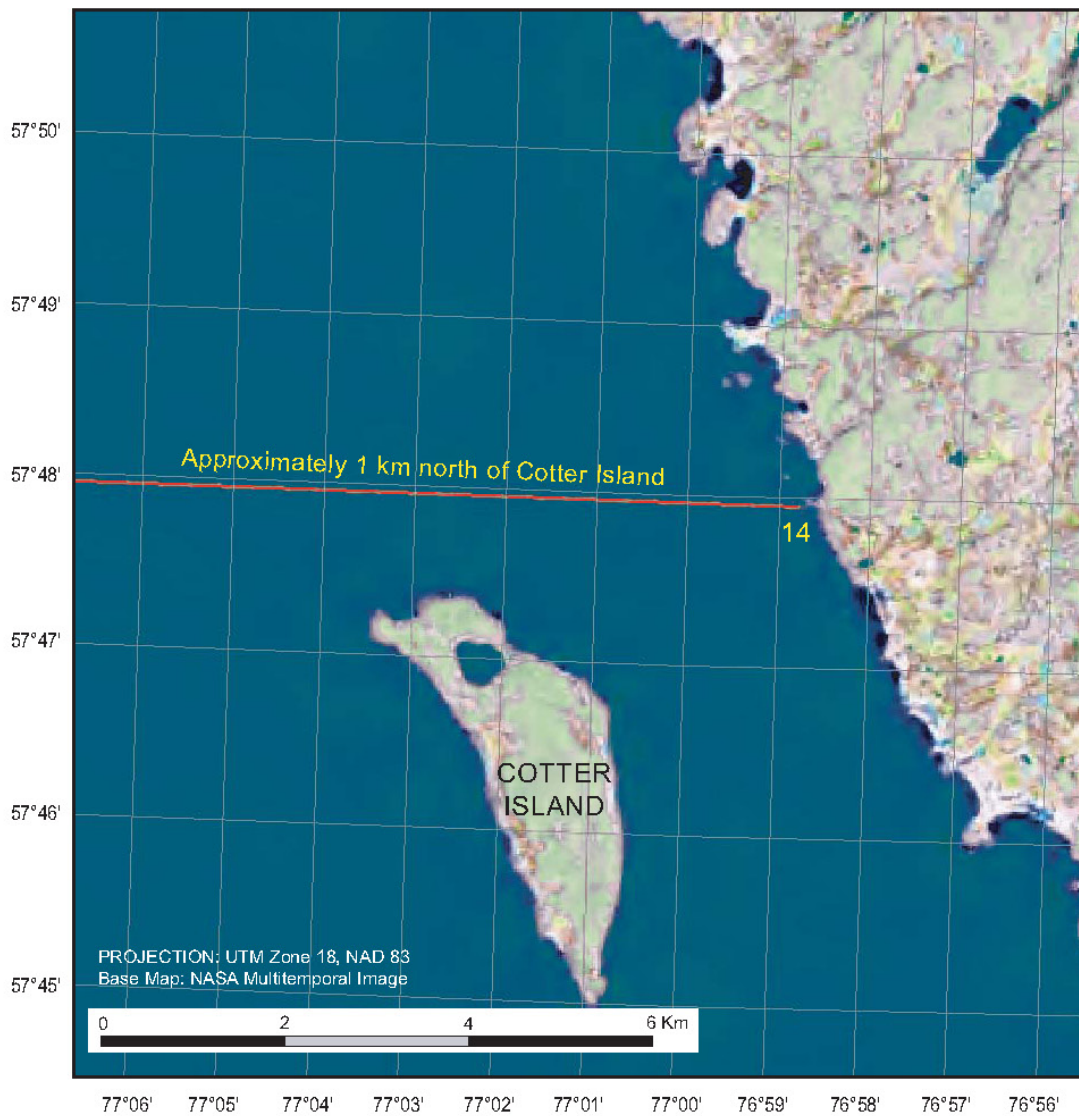 57°50'
57°49'
57°48'
Approximately 1 km north of Cotter Island
14
57°47'
COTTER
ISLAND
57°46'
PROJECTION: UTM Zone 18, NAD 83
Base Map: NASA Multitemporal Image
57°45'
0 2 4 6 Km
77°06' 77°05' 77°04' 77°03' 77°02' 77°01' 77°00' 76°59' 76°58' 76°57' 76°56'